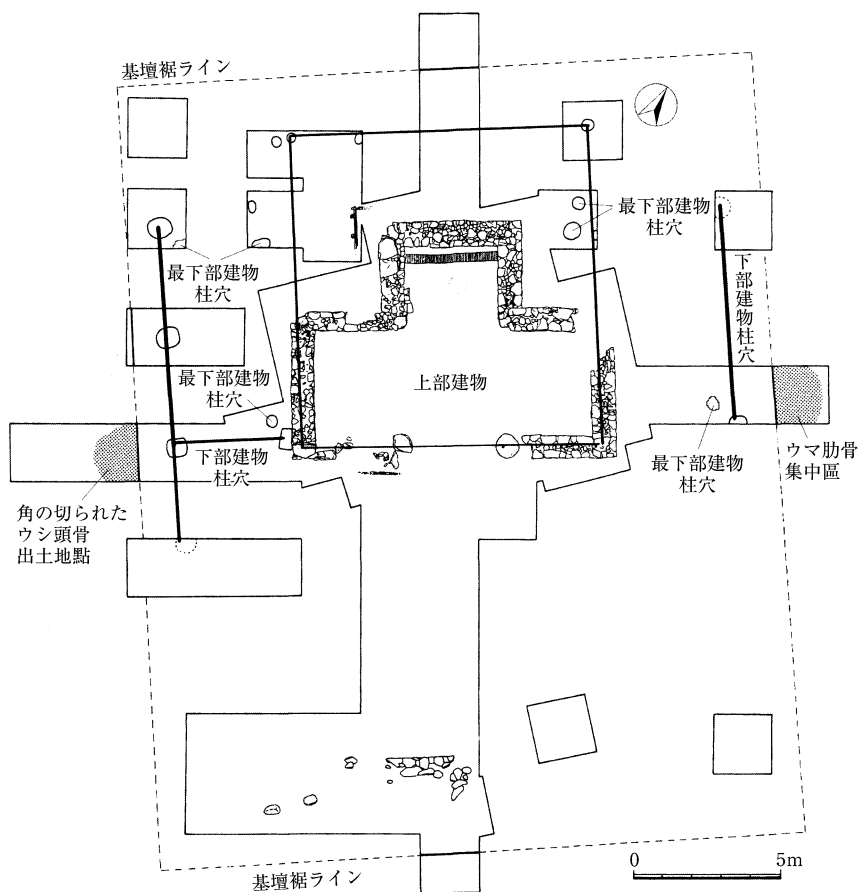 基壇裾ライン
最下部建物
柱穴
最下部建物
柱穴
下部建物柱穴
最下部建物
柱穴
上部建物
下部建物
柱穴
最下部建物
柱穴
ウマ肋骨
集中區
角の切られた
ウシ頭骨
出土地點
基壇裾ライン
0
5m